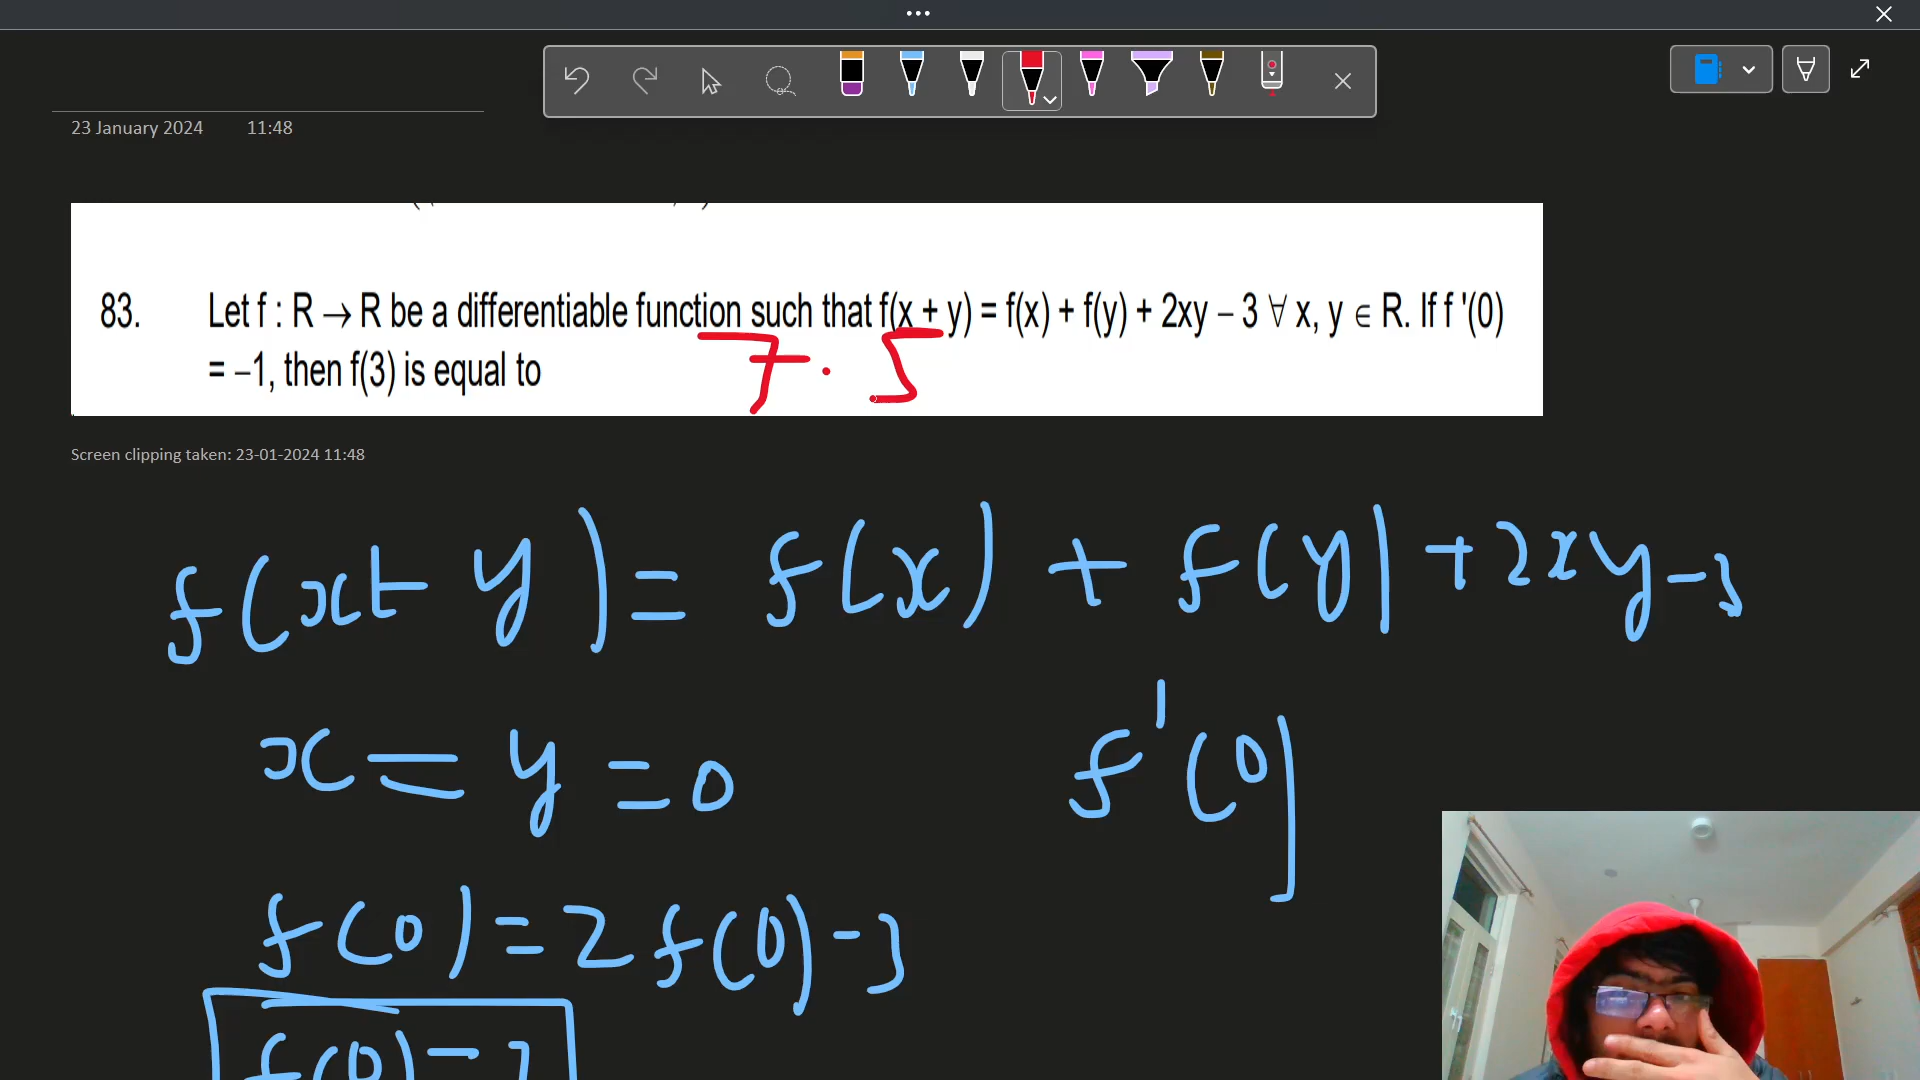 23 January 2024 11:48
83. Let f : R → R be a differentiable function such that f(x + y) = f(x) + f(y) + 2xy – 3 ∀ x, y ∈ R. If f '(0)
= –1, then f(3) is equal to
7.5
Screen clipping taken: 23-01-2024 11:48
f(x+y) = f(x) + f(y) + 2xy-3
x = y = 0
f'(0)
f(0) = 2f(0)-3
f(0)